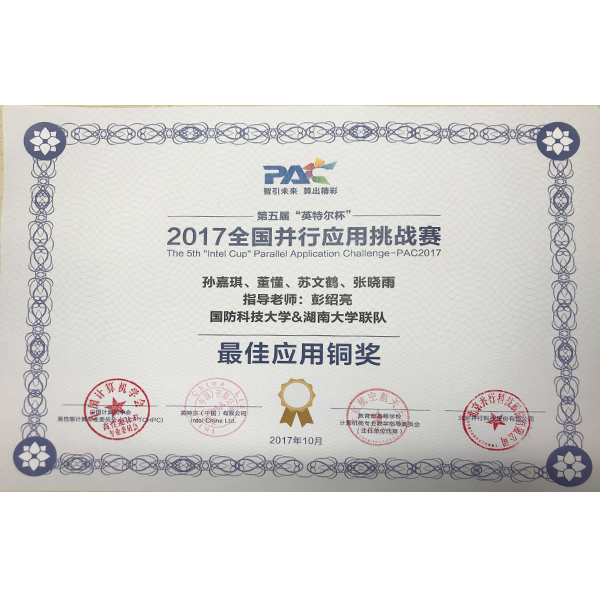 PAC
智引未来 算出精彩
第五届“英特尔杯”
2017全国并行应用挑战赛
The 5th "Intel Cup" Parallel Application Challenge-PAC2017
孙嘉琪、董懂、苏文鹤、张晓雨
指导老师：彭绍亮
国防科技大学&湖南大学联队
最佳应用铜奖
中国计算机学会
高性能计算专业委员会(CCF TCHPC)
英特尔（中国）有限公司
Intel China Ltd.
教育部高等学校
计算机类专业教学指导委员会
（主任单位代章）
北京并行科技股份有限公司
2017年10月